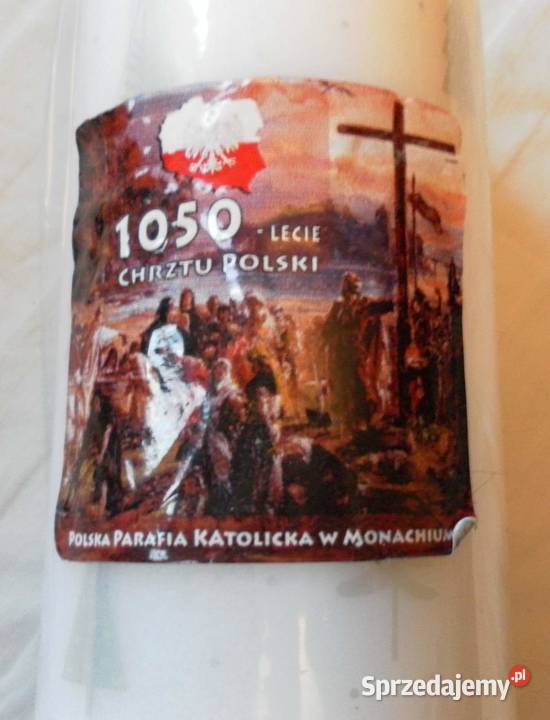 1050 - LECIE
CHRZTU POLSKI
POLSKA PARAFIA KATOLICKA W MONACHIUM
Sprzedajemy.pl